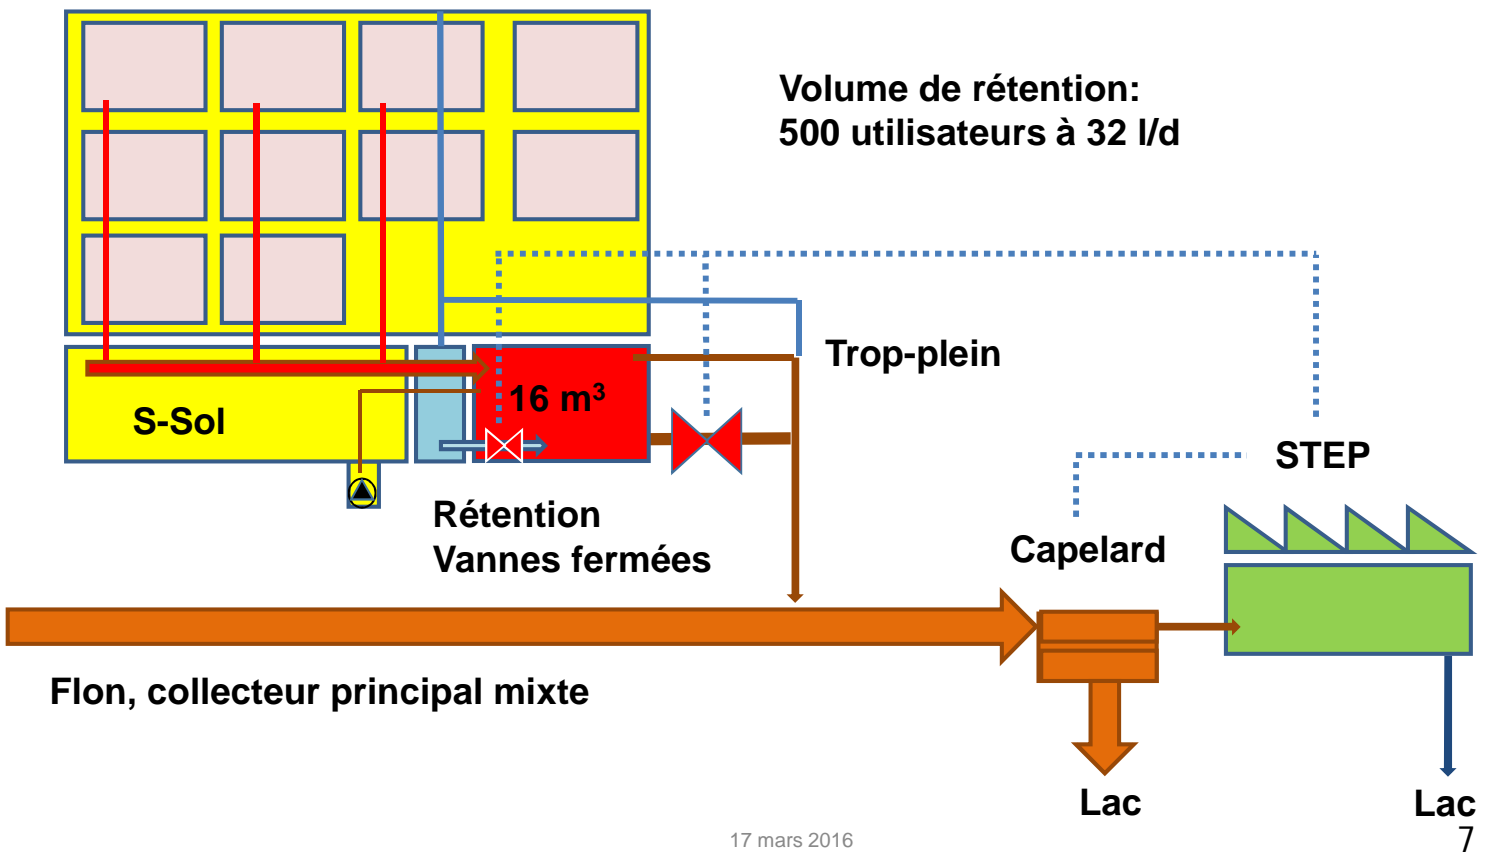 Volume de rétention:
500 utilisateurs à 32 l/d
Trop-plein
16 m³
S-Sol
STEP
Rétention
Vannes fermées
Capelard
Flon, collecteur principal mixte
Lac
Lac
17 mars 2016
7